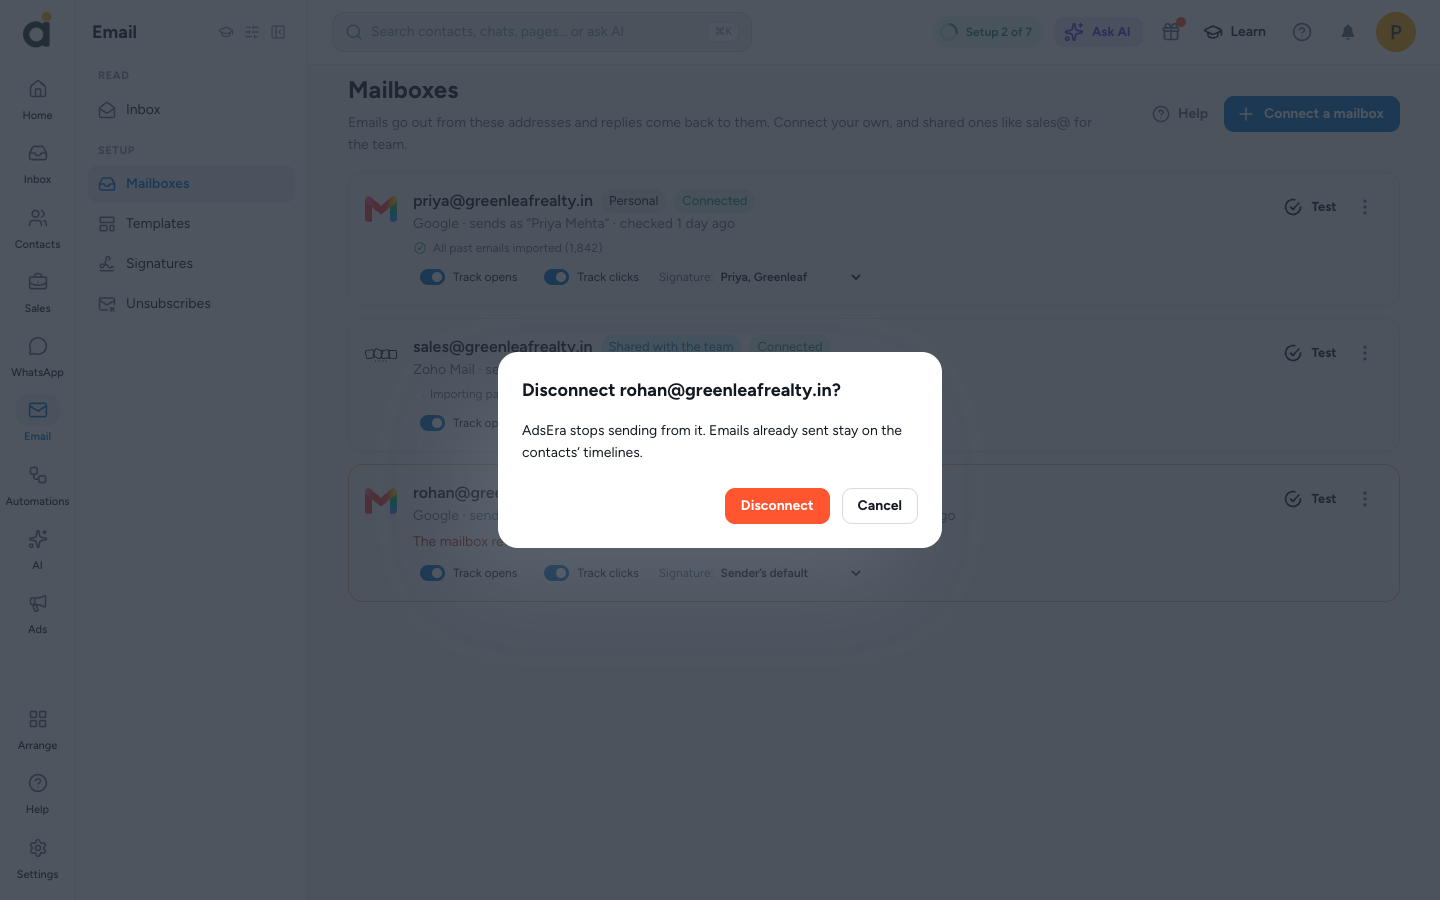 Email
Search contacts, chats, pages... or ask AI
⌘K
Setup 2 of 7
Ask AI
Learn
P
Home
Inbox
Contacts
Sales
WhatsApp
Email
Automations
AI
Ads
Arrange
Help
Settings
READ
Inbox
SETUP
Mailboxes
Templates
Signatures
Unsubscribes
Mailboxes
Emails go out from these addresses and replies come back to them. Connect your own, and shared ones like sales@ for
the team.
Help
Connect a mailbox
priya@greenleafrealty.in Personal Connected
Google · sends as “Priya Mehta” · checked 1 day ago
All past emails imported (1,842)
Track opens Track clicks Signature: Priya, Greenleaf
Test
sales@greenleafrealty.in Shared with the team Connected
Zoho Mail
Importing
Track
Test
Disconnect rohan@greenleafrealty.in?
AdsEra stops sending from it. Emails already sent stay on the
contacts’ timelines.
Disconnect
Cancel
Google
go
The mailbox
Track opens Track clicks Signature: Sender’s default
Test